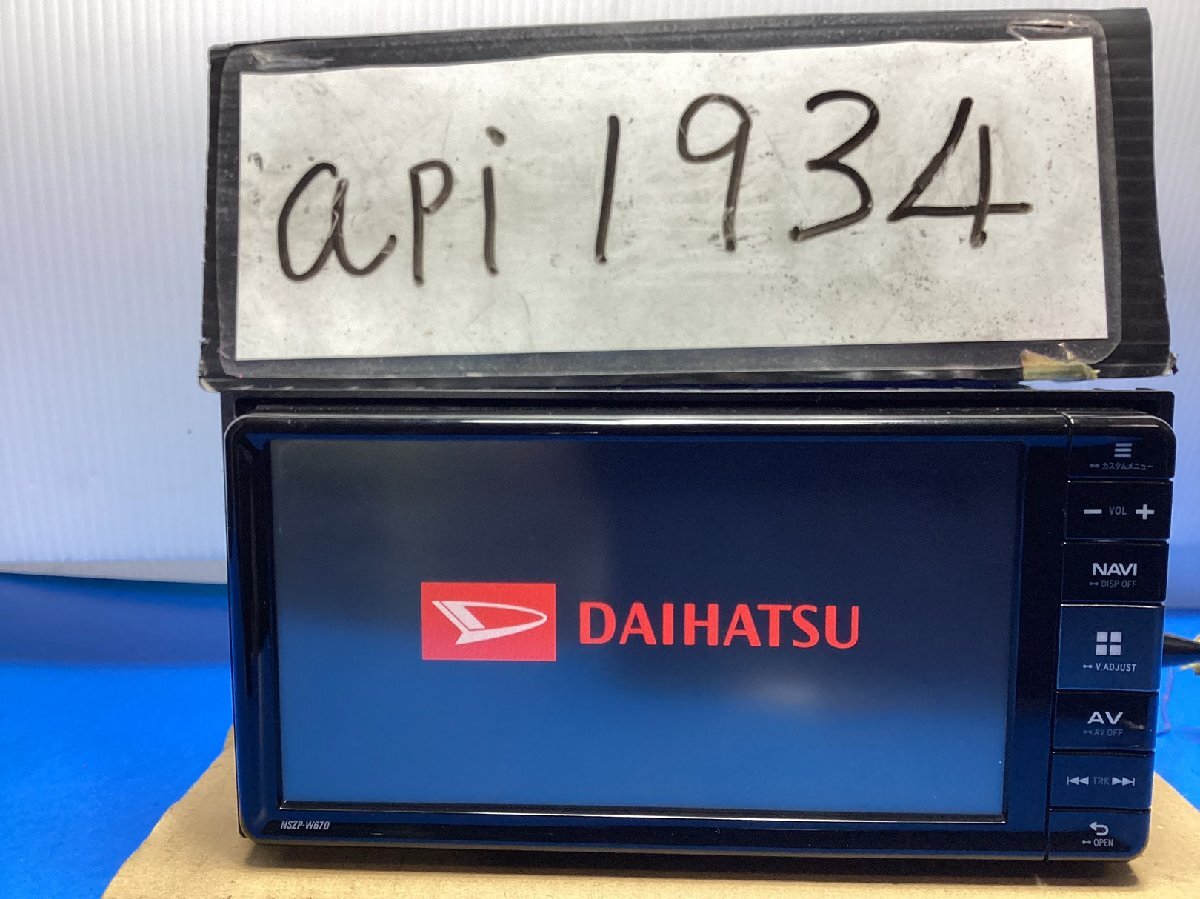 api 1934
カスタムメニュー
− VOL +
NAVI
DISP OFF
V.ADJUST
DAIHATSU
AV
AV OFF
TRK
OPEN
NSZP-W67D